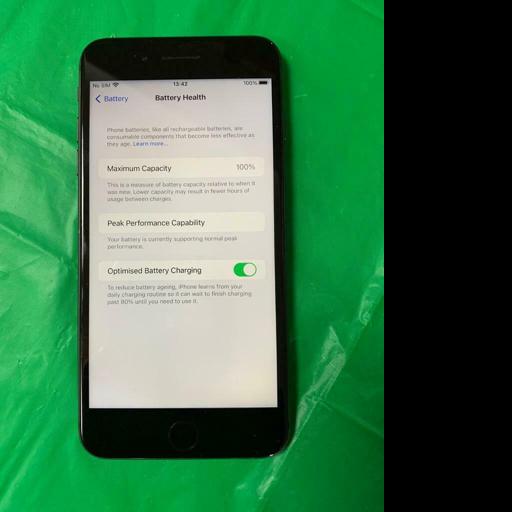 No SIM 13:42 100%
Battery Battery Health
Phone batteries, like all rechargeable batteries, are
consumable components that become less effective as
they age. Learn more...
Maximum Capacity 100%
This is a measure of battery capacity relative to when it
was new. Lower capacity may result in fewer hours of
usage between charges.
Peak Performance Capability
Your battery is currently supporting normal peak
performance.
Optimised Battery Charging
To reduce battery ageing, iPhone learns from your
daily charging routine so it can wait to finish charging
past 80% until you need to use it.